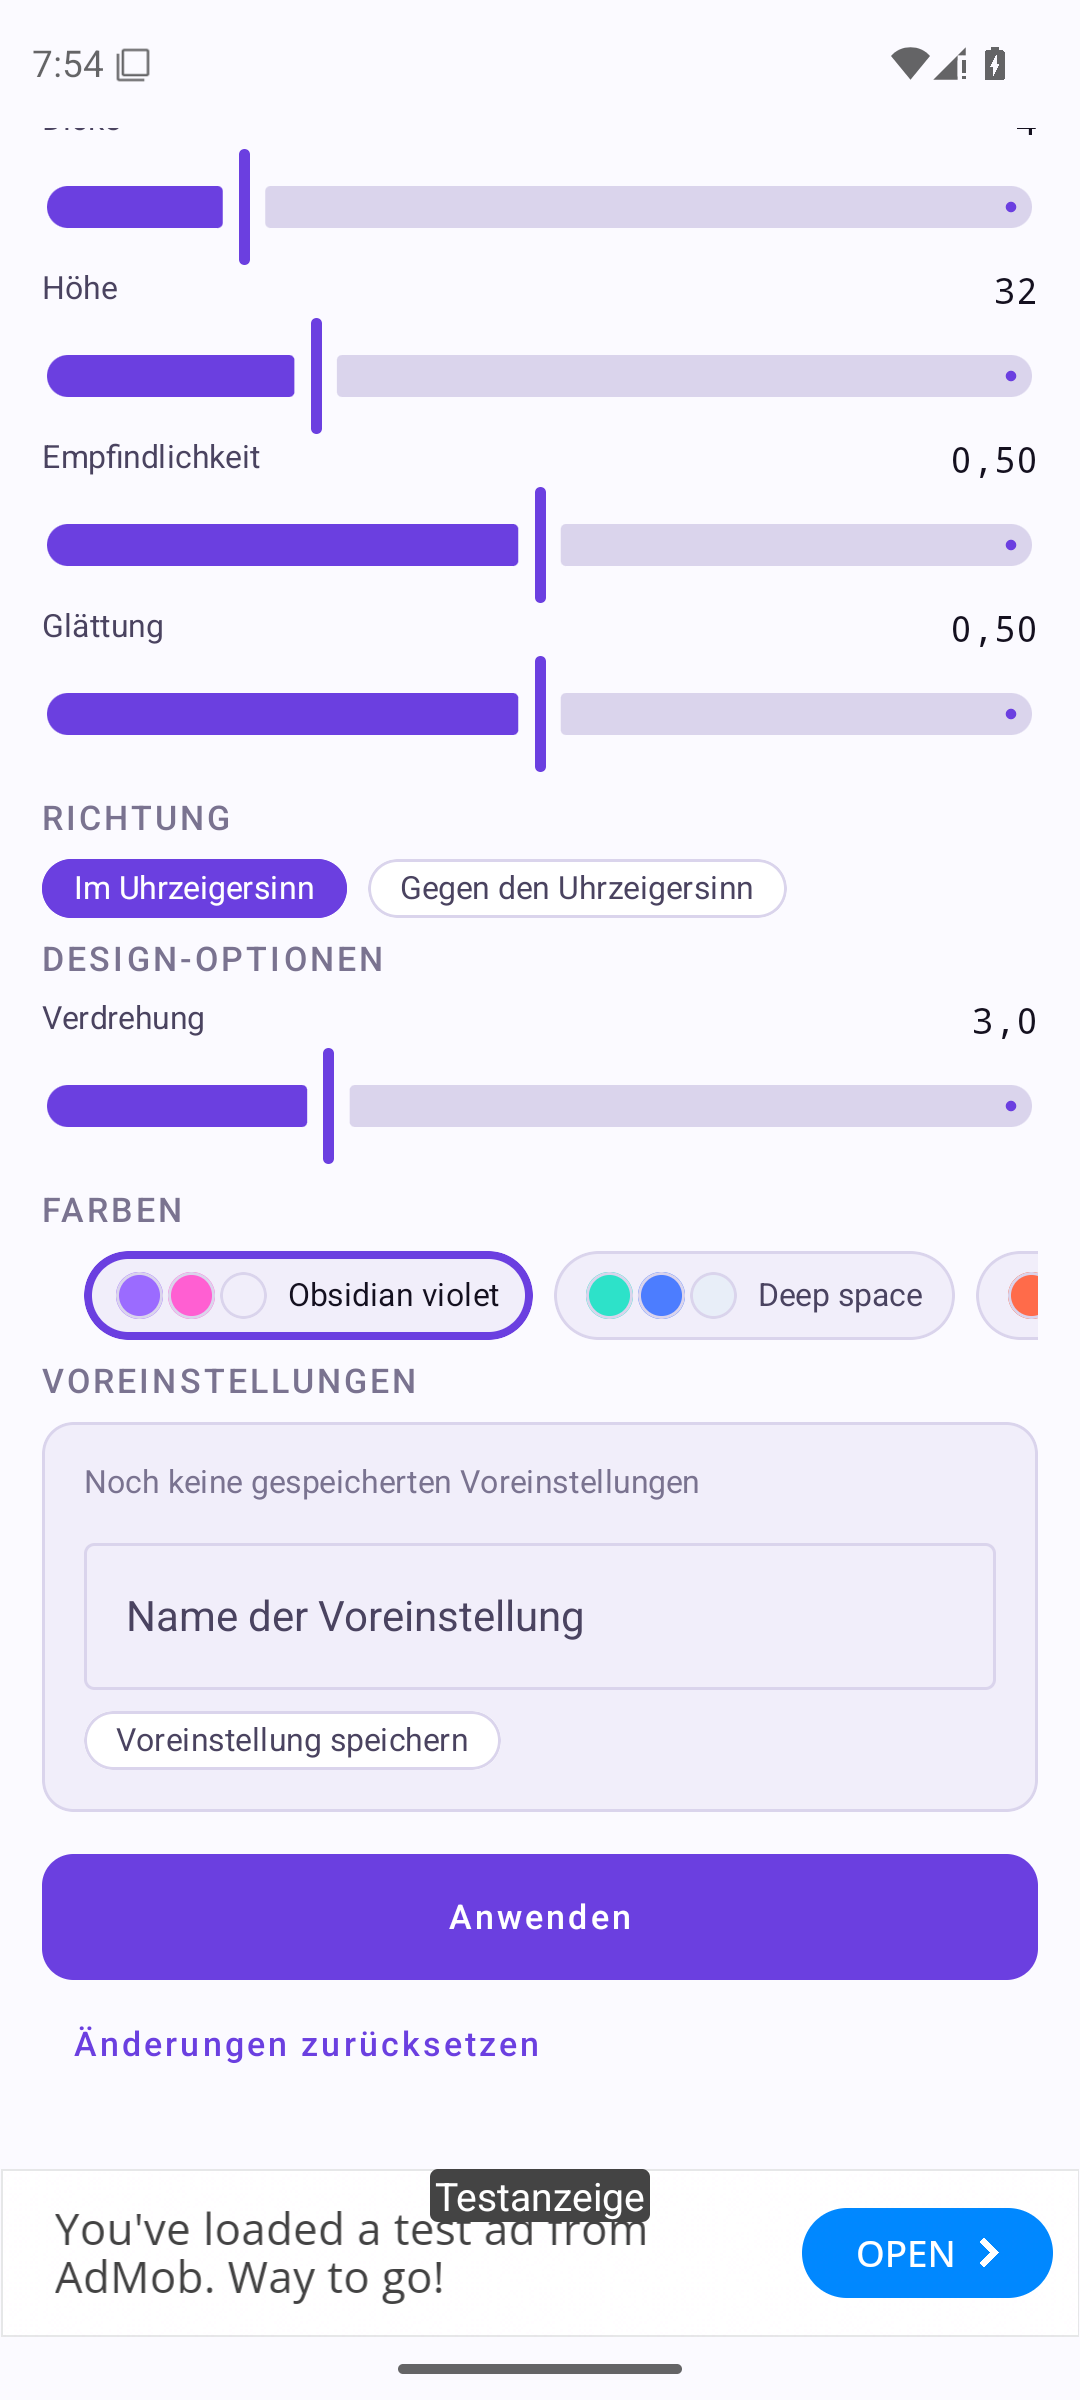 7:54
Höhe
32
Empfindlichkeit
0,50
Glättung
0,50
RICHTUNG
Im Uhrzeigersinn
Gegen den Uhrzeigersinn
DESIGN-OPTIONEN
Verdrehung
3,0
FARBEN
Obsidian violet
Deep space
VOREINSTELLUNGEN
Noch keine gespeicherten Voreinstellungen
Name der Voreinstellung
Voreinstellung speichern
Anwenden
Änderungen zurücksetzen
Testanzeige
You've loaded a test ad from
AdMob. Way to go!
OPEN